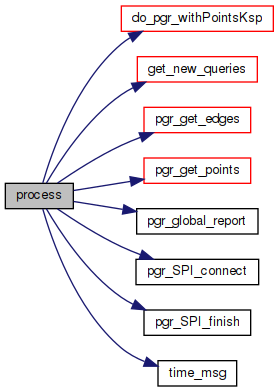 do_pgr_withPointsKsp
get_new_queries
pgr_get_edges
pgr_get_points
process
pgr_global_report
pgr_SPI_connect
pgr_SPI_finish
time_msg